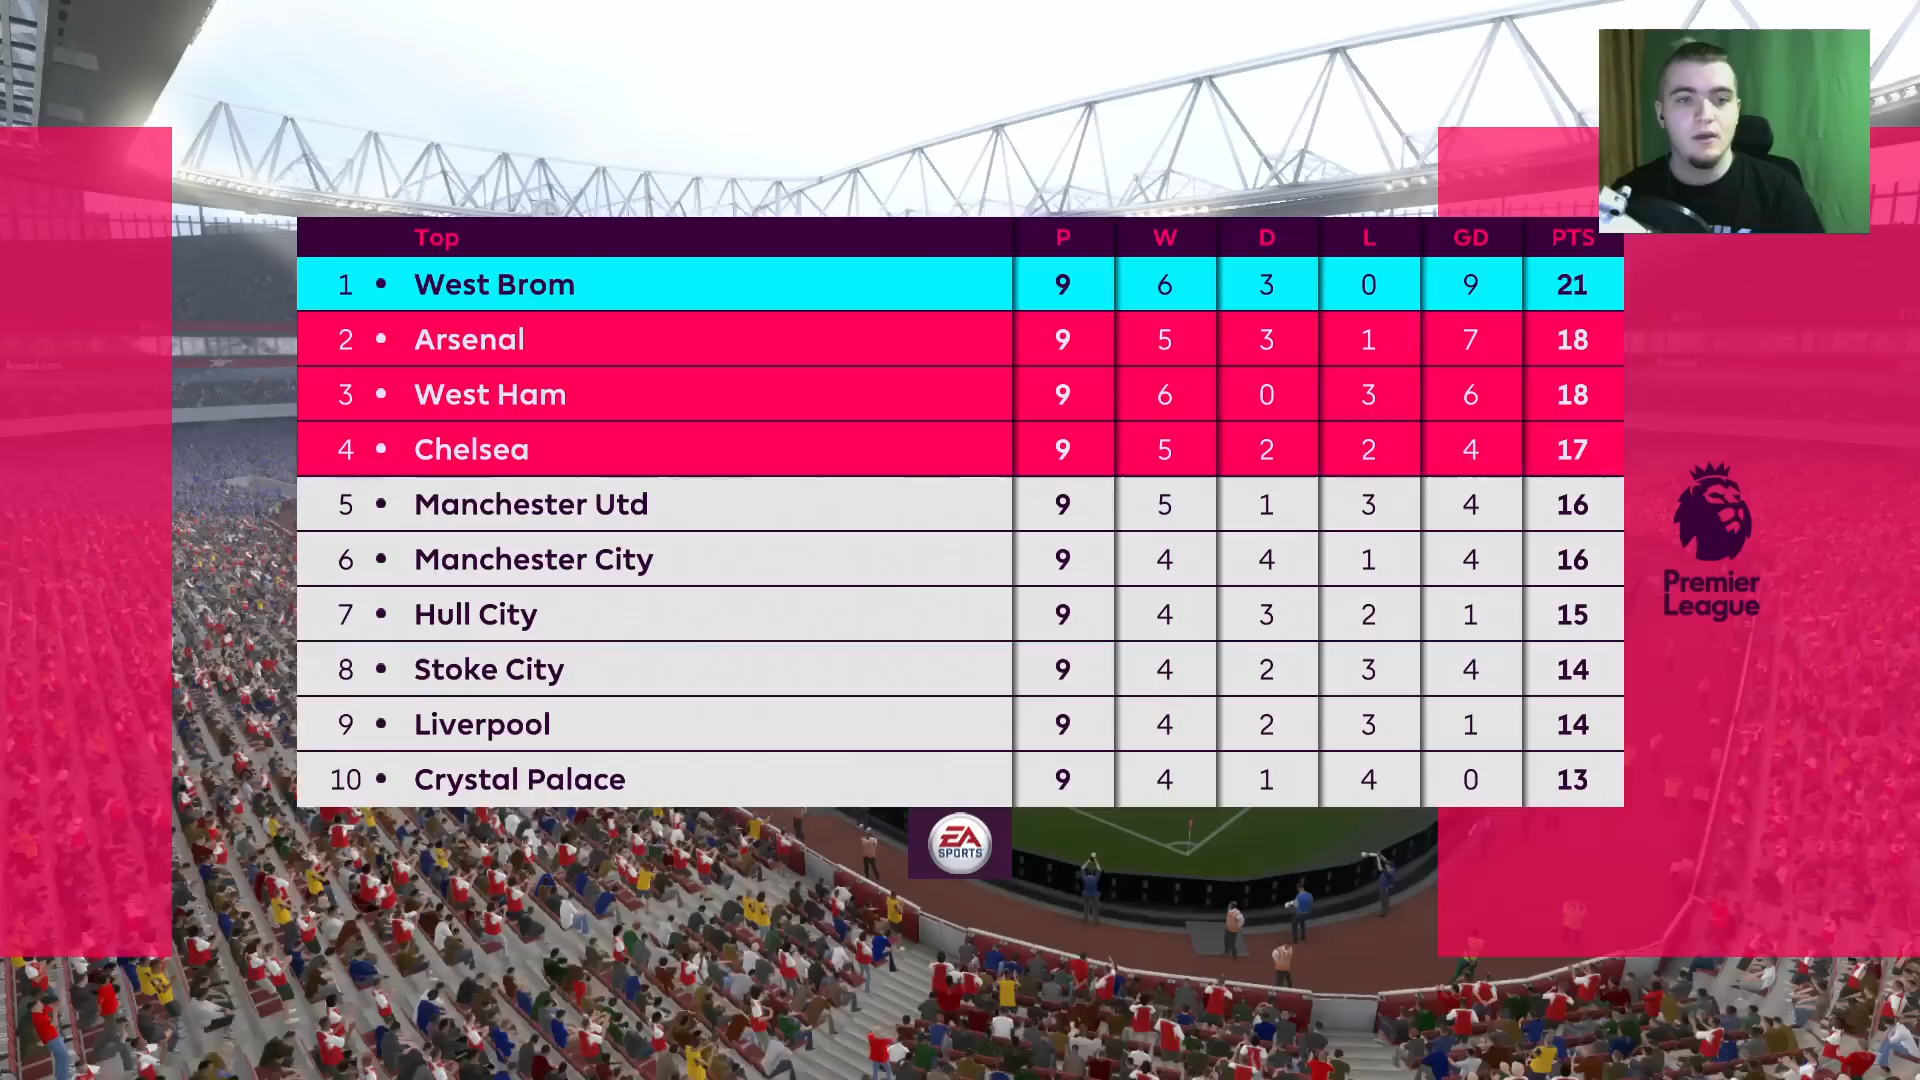 Top P W D L GD PTS
1 • West Brom 9 6 3 0 9 21
2 • Arsenal 9 5 3 1 7 18
3 • West Ham 9 6 0 3 6 18
4 • Chelsea 9 5 2 2 4 17
5 • Manchester Utd 9 5 1 3 4 16
6 • Manchester City 9 4 4 1 4 16
7 • Hull City 9 4 3 2 1 15
8 • Stoke City 9 4 2 3 4 14
9 • Liverpool 9 4 2 3 1 14
10 • Crystal Palace 9 4 1 4 0 13
Premier
League
EA
SPORTS